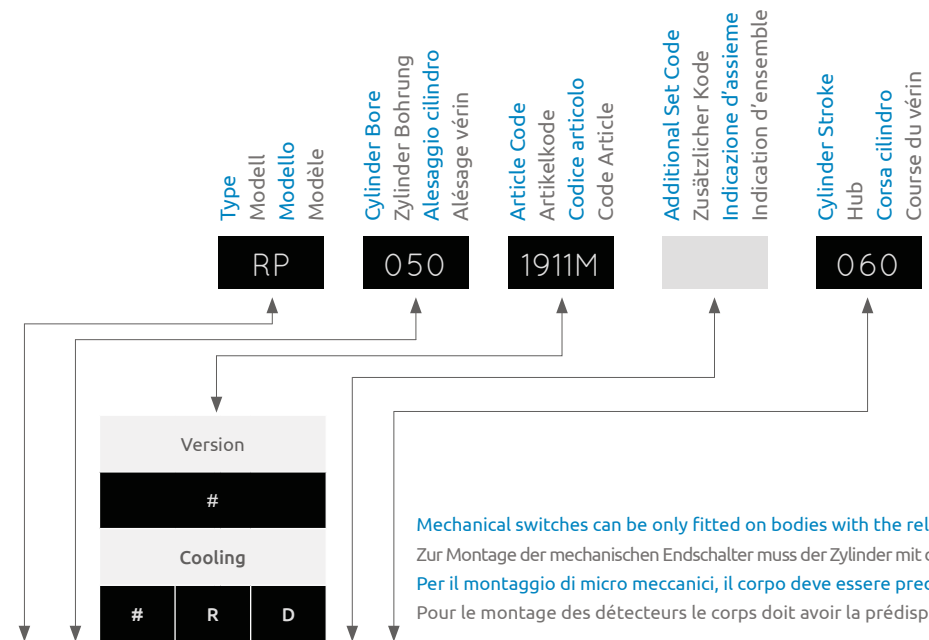 Type
Modell
Modello
Modèle
Cylinder Bore
Zylinder Bohrung
Alesaggio cilindro
Alésage vérin
Article Code
Artikelkode
Codice articolo
Code Article
Additional Set Code
Zusätzlicher Kode
Indicazione d'assieme
Indication d'ensemble
Cylinder Stroke
Hub
Corsa cilindro
Course du vérin
RP 050 1911M 060
Version
#
Cooling
# R D
Mechanical switches can be only fitted on bodies with the
Zur Montage der mechanischen Endschalter muss der Zylinder mit
Per il montaggio di micro meccanici, il corpo deve essere
Pour le montage des détecteurs le corps doit avoir la